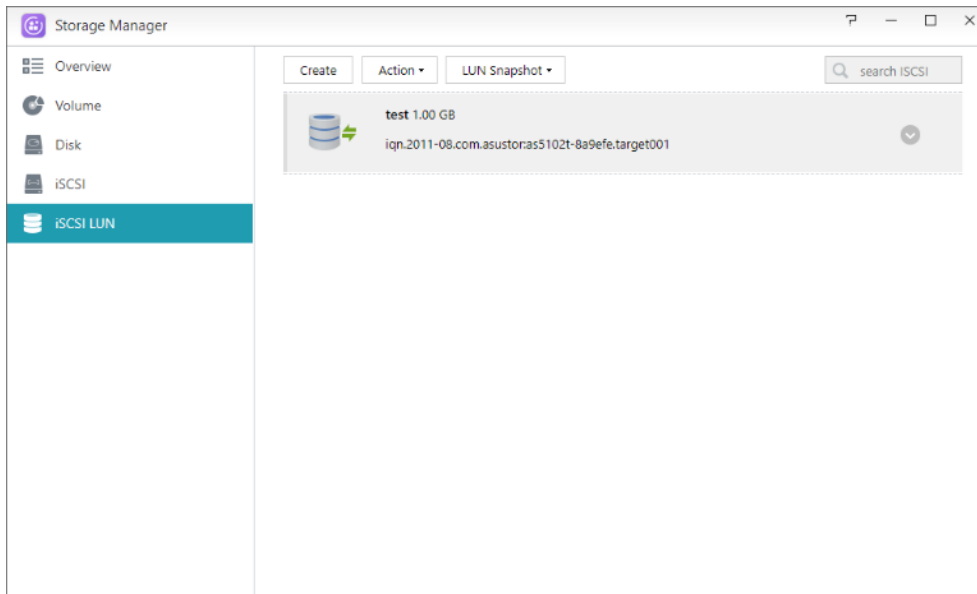 Storage Manager
Overview
Volume
Disk
iSCSI
iSCSI LUN
Create
Action
LUN Snapshot
search iSCSI
test 1.00 GB
iqn.2011-08.com.asustor:as5102t-8a9efe.target001